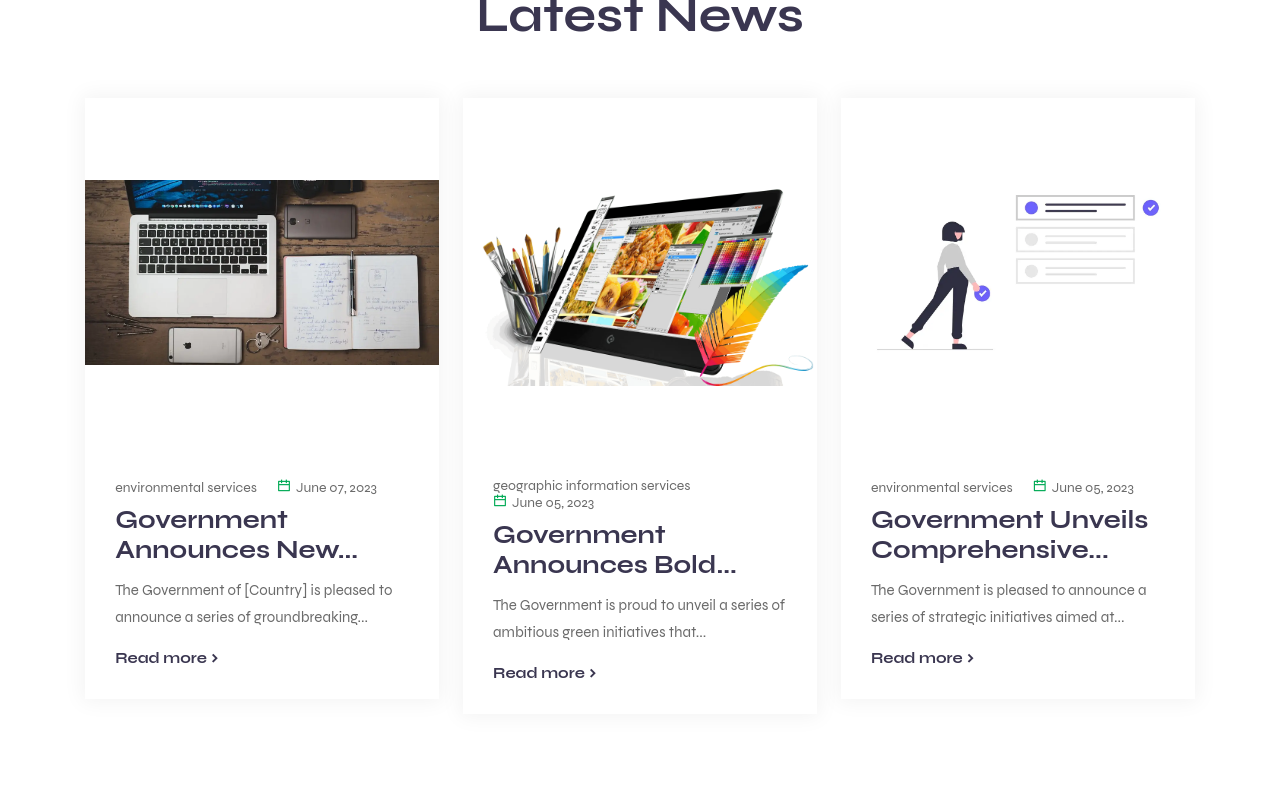 Latest News
environmental services
June 07, 2023
Government
Announces New...
The Government of [Country] is pleased to
announce a series of groundbreaking...
Read more
geographic information services
June 05, 2023
Government
Announces Bold...
The Government is proud to unveil a series of
ambitious green initiatives that...
Read more
environmental services
June 05, 2023
Government Unveils
Comprehensive...
The Government is pleased to announce a
series of strategic initiatives aimed at...
Read more